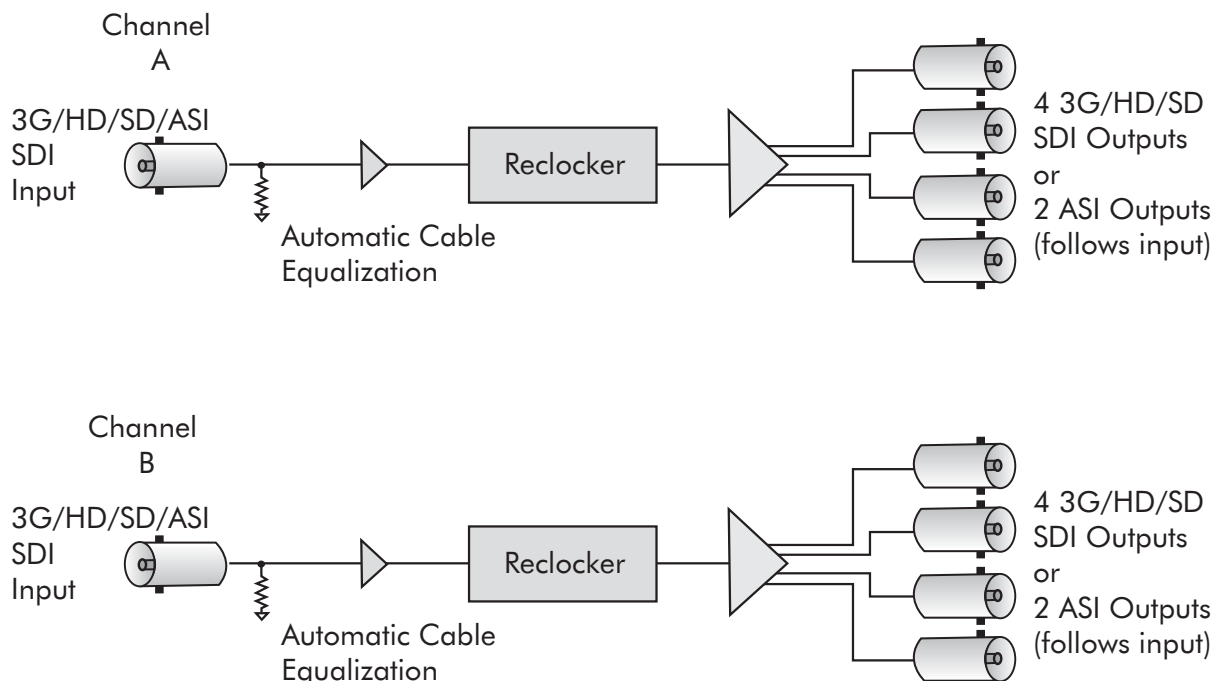 Channel
A
3G/HD/SD/ASI
SDI
Input
Automatic Cable
Equalization
Reclocker
4 3G/HD/SD
SDI Outputs
or
2 ASI Outputs
(follows input)
Channel
B
3G/HD/SD/ASI
SDI
Input
Automatic Cable
Equalization
Reclocker
4 3G/HD/SD
SDI Outputs
or
2 ASI Outputs
(follows input)